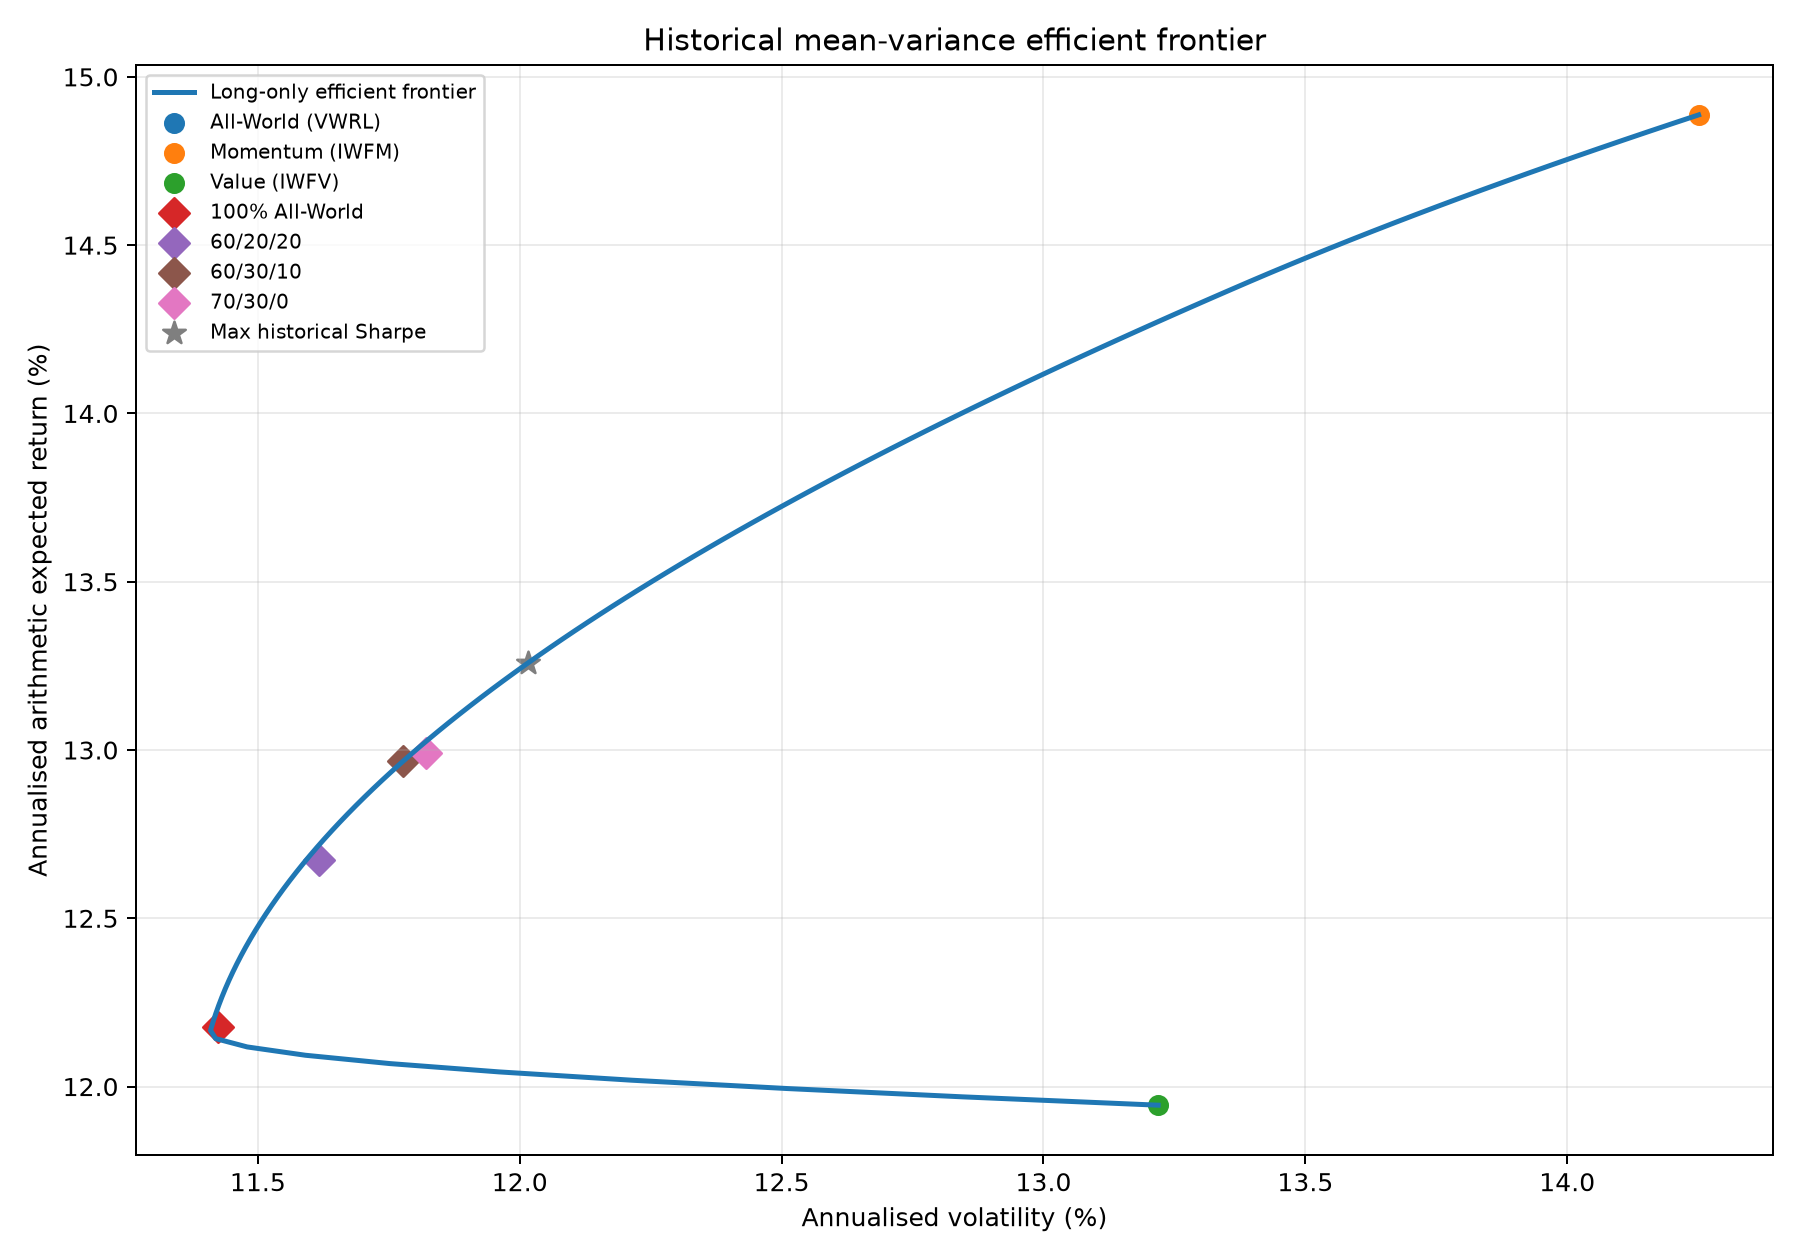 Historical mean-variance efficient frontier
Long-only efficient frontier
All-World (VWRL)
Momentum (IWFM)
Value (IWFV)
100% All-World
60/20/20
60/30/10
70/30/0
Max historical Sharpe
Annualised arithmetic expected return (%)
15.0
14.5
14.0
13.5
13.0
12.5
12.0
11.5
12.0
12.5
13.0
13.5
14.0
Annualised volatility (%)